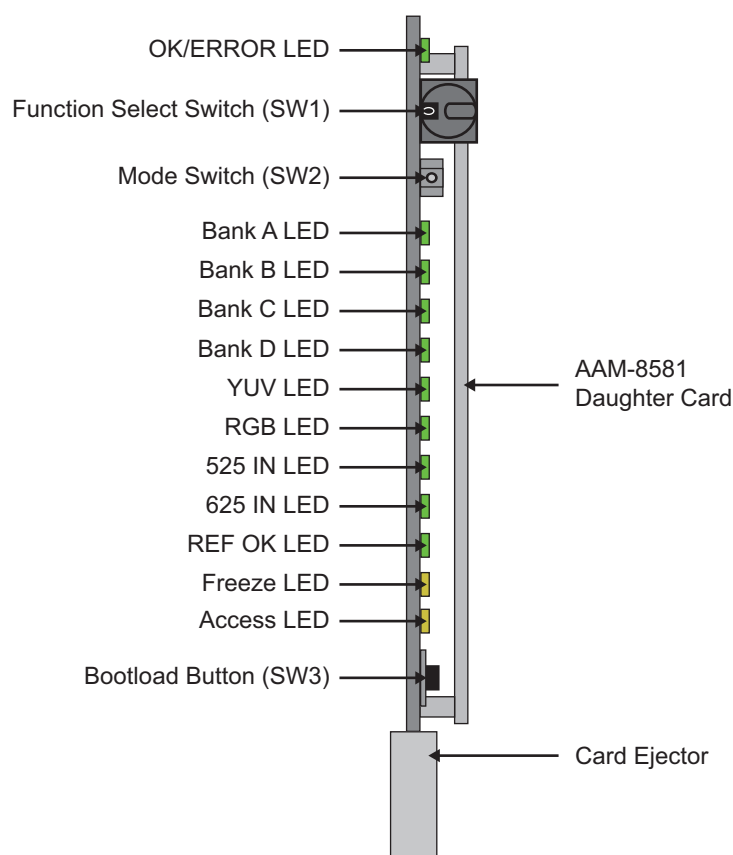 OK/ERROR LED
Function Select Switch (SW1)
Mode Switch (SW2)
Bank A LED
Bank B LED
Bank C LED
Bank D LED
YUV LED
RGB LED
525 IN LED
625 IN LED
REF OK LED
Freeze LED
Access LED
Bootload Button (SW3)
AAM-8581
Daughter Card
Card Ejector